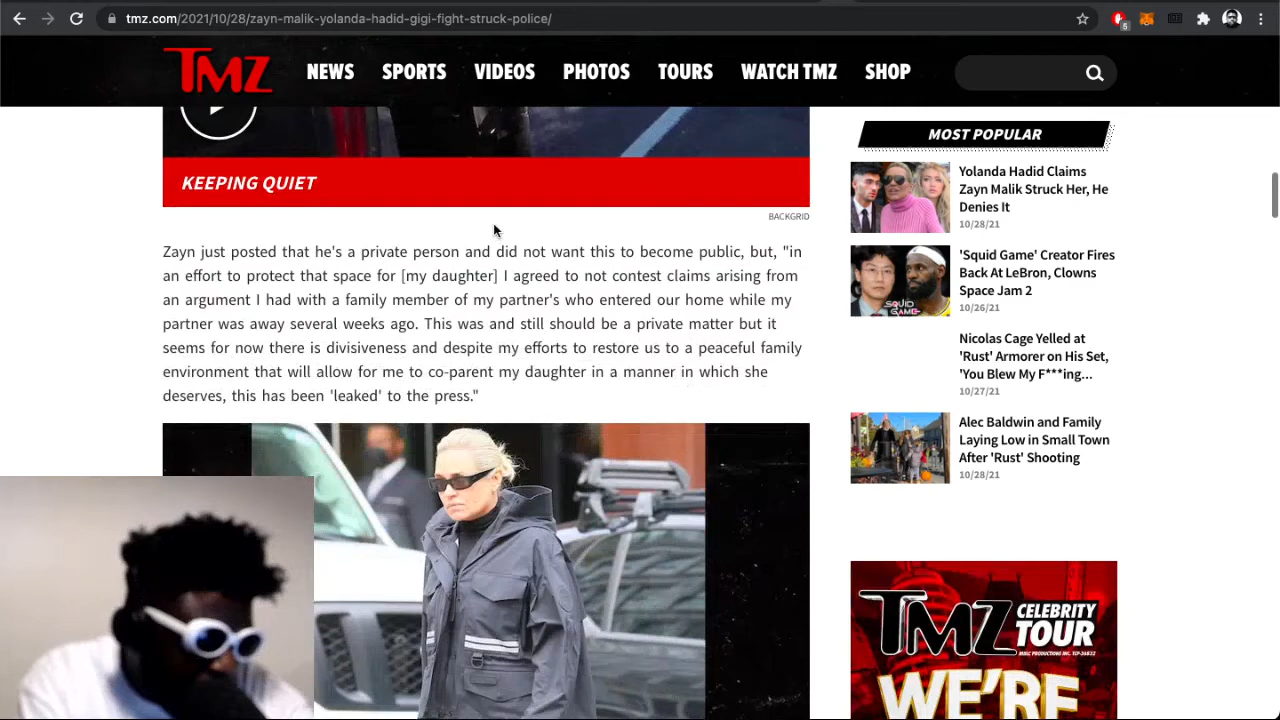 tmz.com/2021/10/28/zayn-malik-yolanda-hadid-gigi-fight-struck-police/
5
TMZ
NEWS SPORTS VIDEOS PHOTOS TOURS WATCH TMZ SHOP
KEEPING QUIET
BACKGRID
Zayn just posted that he's a private person and did not want this to become public, but, "in
an effort to protect that space for [my daughter] I agreed to not contest claims arising from
an argument I had with a family member of my partner's who entered our home while my
partner was away several weeks ago. This was and still should be a private matter but it
seems for now there is divisiveness and despite my efforts to restore us to a peaceful family
environment that will allow for me to co-parent my daughter in a manner in which she
deserves, this has been 'leaked' to the press."
MOST POPULAR
Yolanda Hadid Claims
Zayn Malik Struck Her, He
Denies It
10/28/21
SQUID
GAME
'Squid Game' Creator Fires
Back At LeBron, Clowns
Space Jam 2
10/26/21
Nicolas Cage Yelled at
'Rust' Armorer on His Set,
'You Blew My F***ing...
10/27/21
Alec Baldwin and Family
Laying Low in Small Town
After 'Rust' Shooting
10/28/21
TMZ CELEBRITY
TOUR
WE'RE